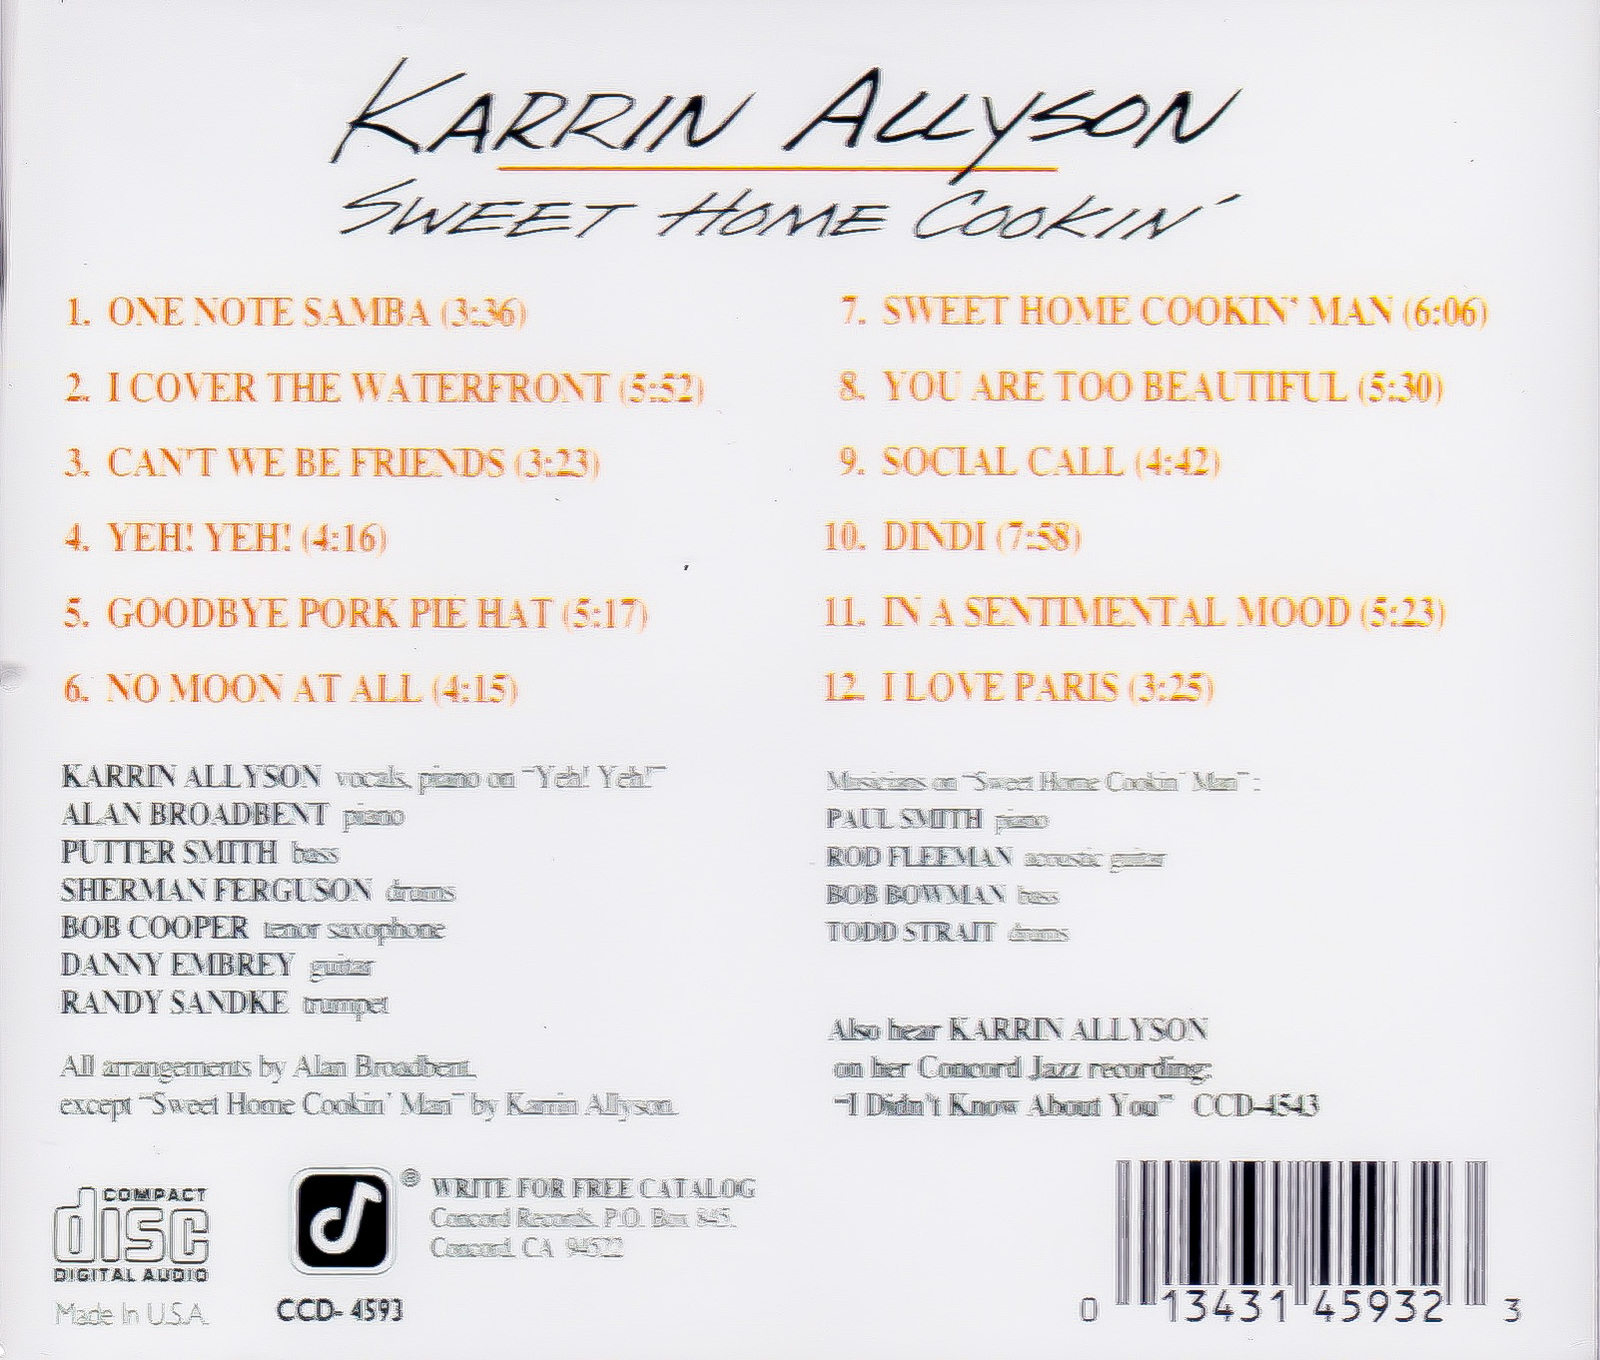 KARRIN ALLYSON
SWEET HOME COOKIN'
1. ONE NOTE SAMBA (3:36)
2. I COVER THE WATERFRONT (5:52)
3. CAN'T WE BE FRIENDS (3:23)
4. YEH! YEH! (4:16)
5. GOODBYE PORK PIE HAT (5:17)
6. NO MOON AT ALL (4:15)
7. SWEET HOME COOKIN' MAN (6:06)
8. YOU ARE TOO BEAUTIFUL (5:30)
9. SOCIAL CALL (4:42)
10. DINDI (7:58)
11. IN A SENTIMENTAL MOOD (5:23)
12. I LOVE PARIS (3:25)
KARRIN ALLYSON vocals, piano on "Yeh! Yeh!"
ALAN BROADBENT piano
PUTTER SMITH bass
SHERMAN FERGUSON drums
BOB COOPER tenor saxophone
DANNY EMBREY guitar
RANDY SANDKE trumpet
All arrangements by Alan Broadbent,
except "Sweet Home Cookin' Man" by Karrin Allyson.
Musicians on "Sweet Home Cookin' Man":
PAUL SMITH piano
ROD FLEEMAN acoustic guitar
BOB BOWMAN bass
TODD STRAIT drums
Also hear KARRIN ALLYSON
on her Concord Jazz recording:
"I Didn't Know About You" CCD-4543
COMPACT
disc
DIGITAL AUDIO
Made In U.S.A.
®
CCD-4593
WRITE FOR FREE CATALOG
Concord Records, P.O. Box 845,
Concord, CA 94522
0 13431 45932 3